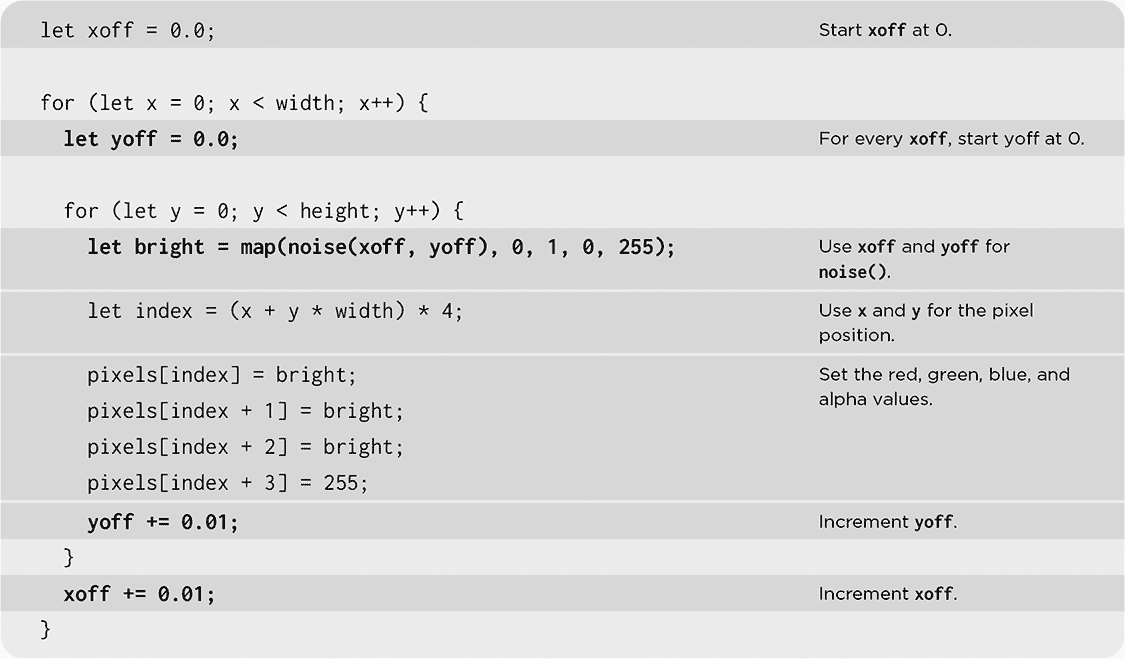 let xoff = 0.0; Start xoff at 0.
for (let x = 0; x < width; x++) {
let yoff = 0.0; For every xoff, start yoff at 0.
for (let y = 0; y < height; y++) {
let bright = map(noise(xoff, yoff), 0, 1, 0, 255); Use xoff and yoff for
noise().
let index = (x + y * width) * 4; Use x and y for the pixel
position.
pixels[index] = bright; Set the red, green, blue, and
alpha values.
pixels[index + 1] = bright;
pixels[index + 2] = bright;
pixels[index + 3] = 255;
yoff += 0.01; Increment yoff.
}
xoff += 0.01; Increment xoff.
}